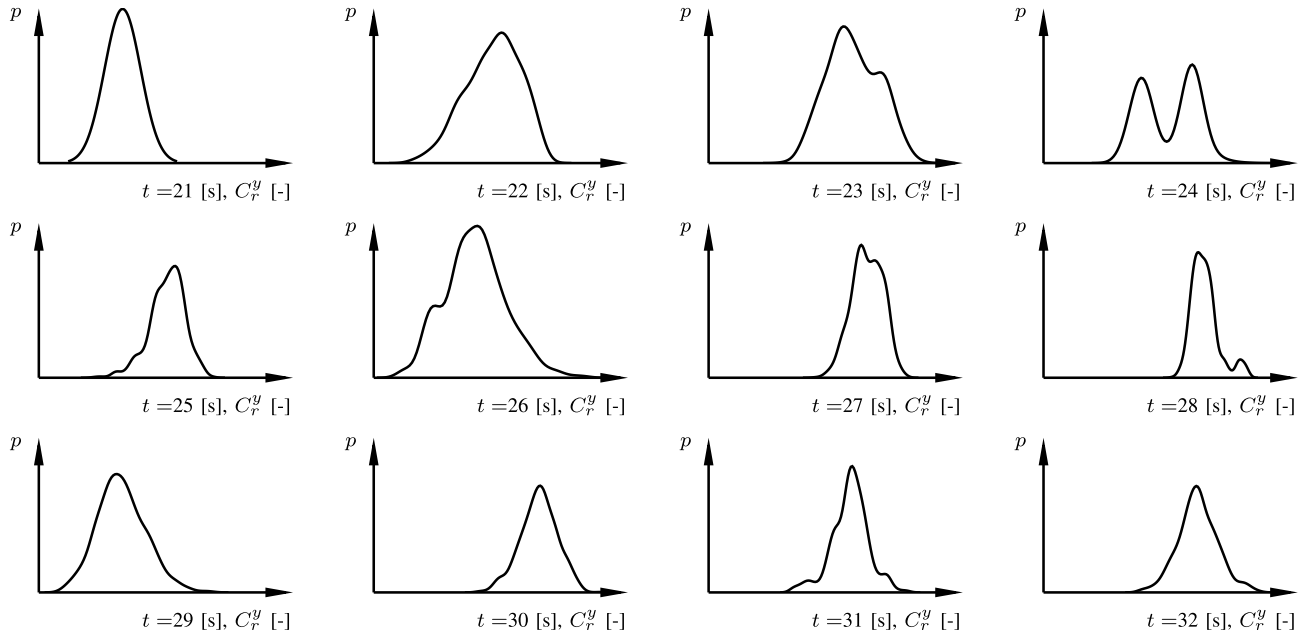 p p p p
t =21 [s], C_r^y [-] t =22 [s], C_r^y [-] t =23 [s], C_r^y [-] t =24 [s], C_r^y [-]
p p p p
t =25 [s], C_r^y [-] t =26 [s], C_r^y [-] t =27 [s], C_r^y [-] t =28 [s], C_r^y [-]
p p p p
t =29 [s], C_r^y [-] t =30 [s], C_r^y [-] t =31 [s], C_r^y [-] t =32 [s], C_r^y [-]